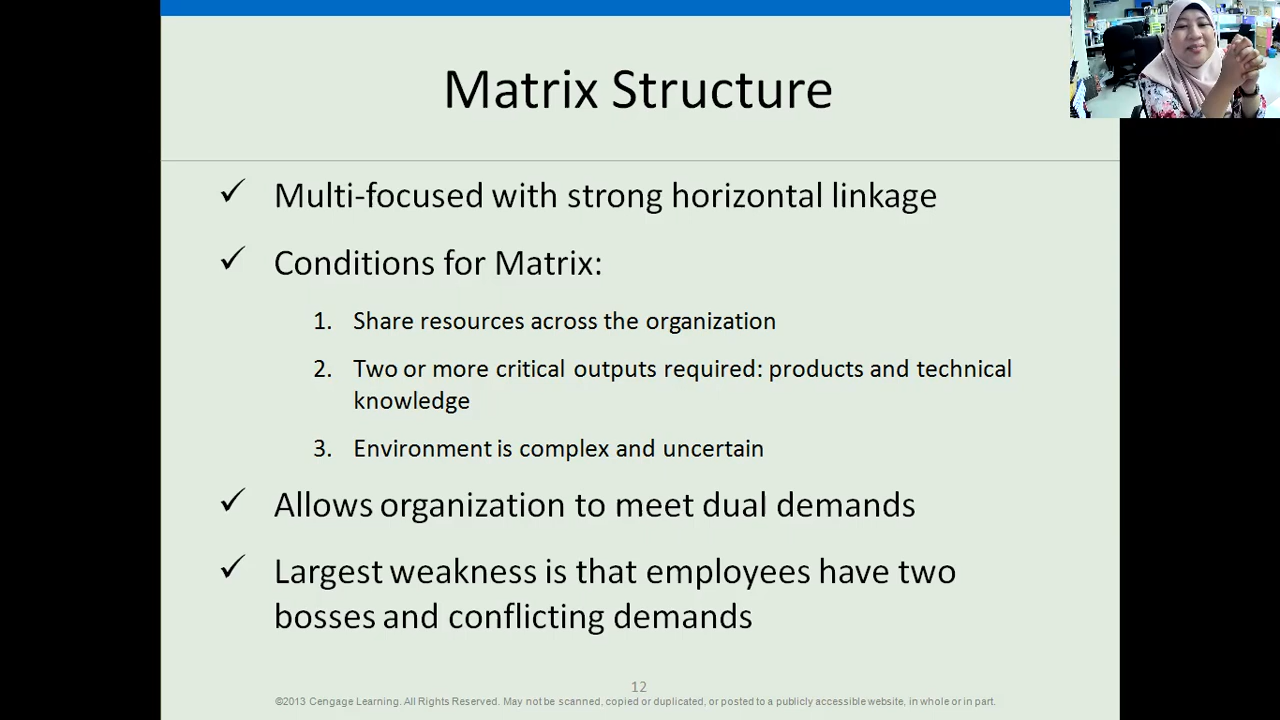 Matrix Structure
✓ Multi-focused with strong horizontal linkage
✓ Conditions for Matrix:
1. Share resources across the organization
2. Two or more critical outputs required: products and technical
knowledge
3. Environment is complex and uncertain
✓ Allows organization to meet dual demands
✓ Largest weakness is that employees have two
bosses and conflicting demands
12
©2013 Cengage Learning. All Rights Reserved. May not be scanned, copied or duplicated, or posted to a publicly accessible website, in whole or in part.